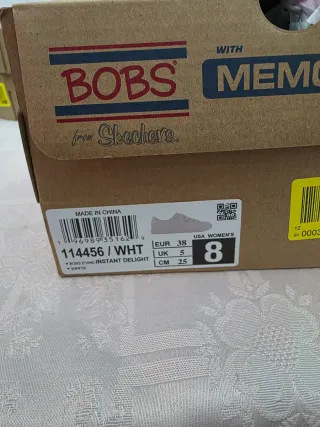 BOBS
from Skechers
WITH
MEMO
MADE IN CHINA
114456 / WHT
INSTANT DELIGHT
WHITE
EUR 38
UK 5
CM 25
USA WOMEN'S
8
0003